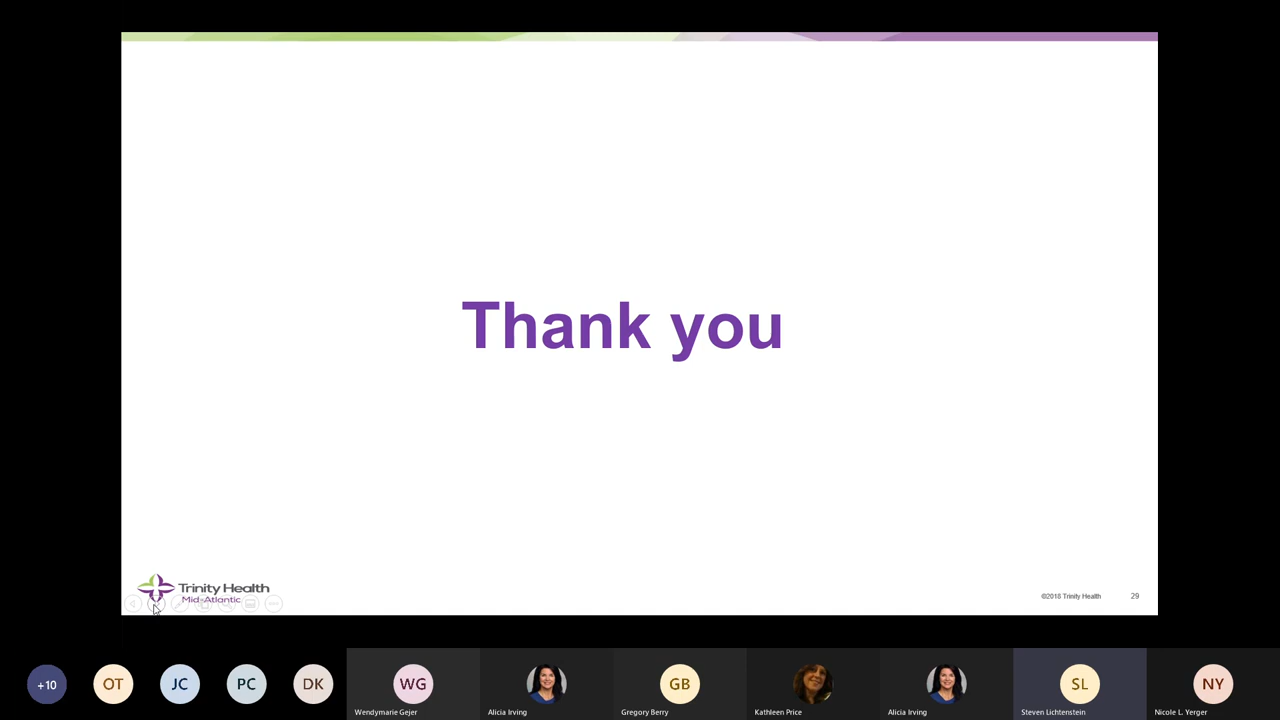 Thank you
Trinity Health
Mid-Atlantic
©2018 Trinity Health
29
+10
OT
JC
PC
DK
WG
GB
SL
NY
Wendymarie Gejer
Alicia Irving
Gregory Berry
Kathleen Price
Alicia Irving
Steven Lichtenstein
Nicole L. Yerger